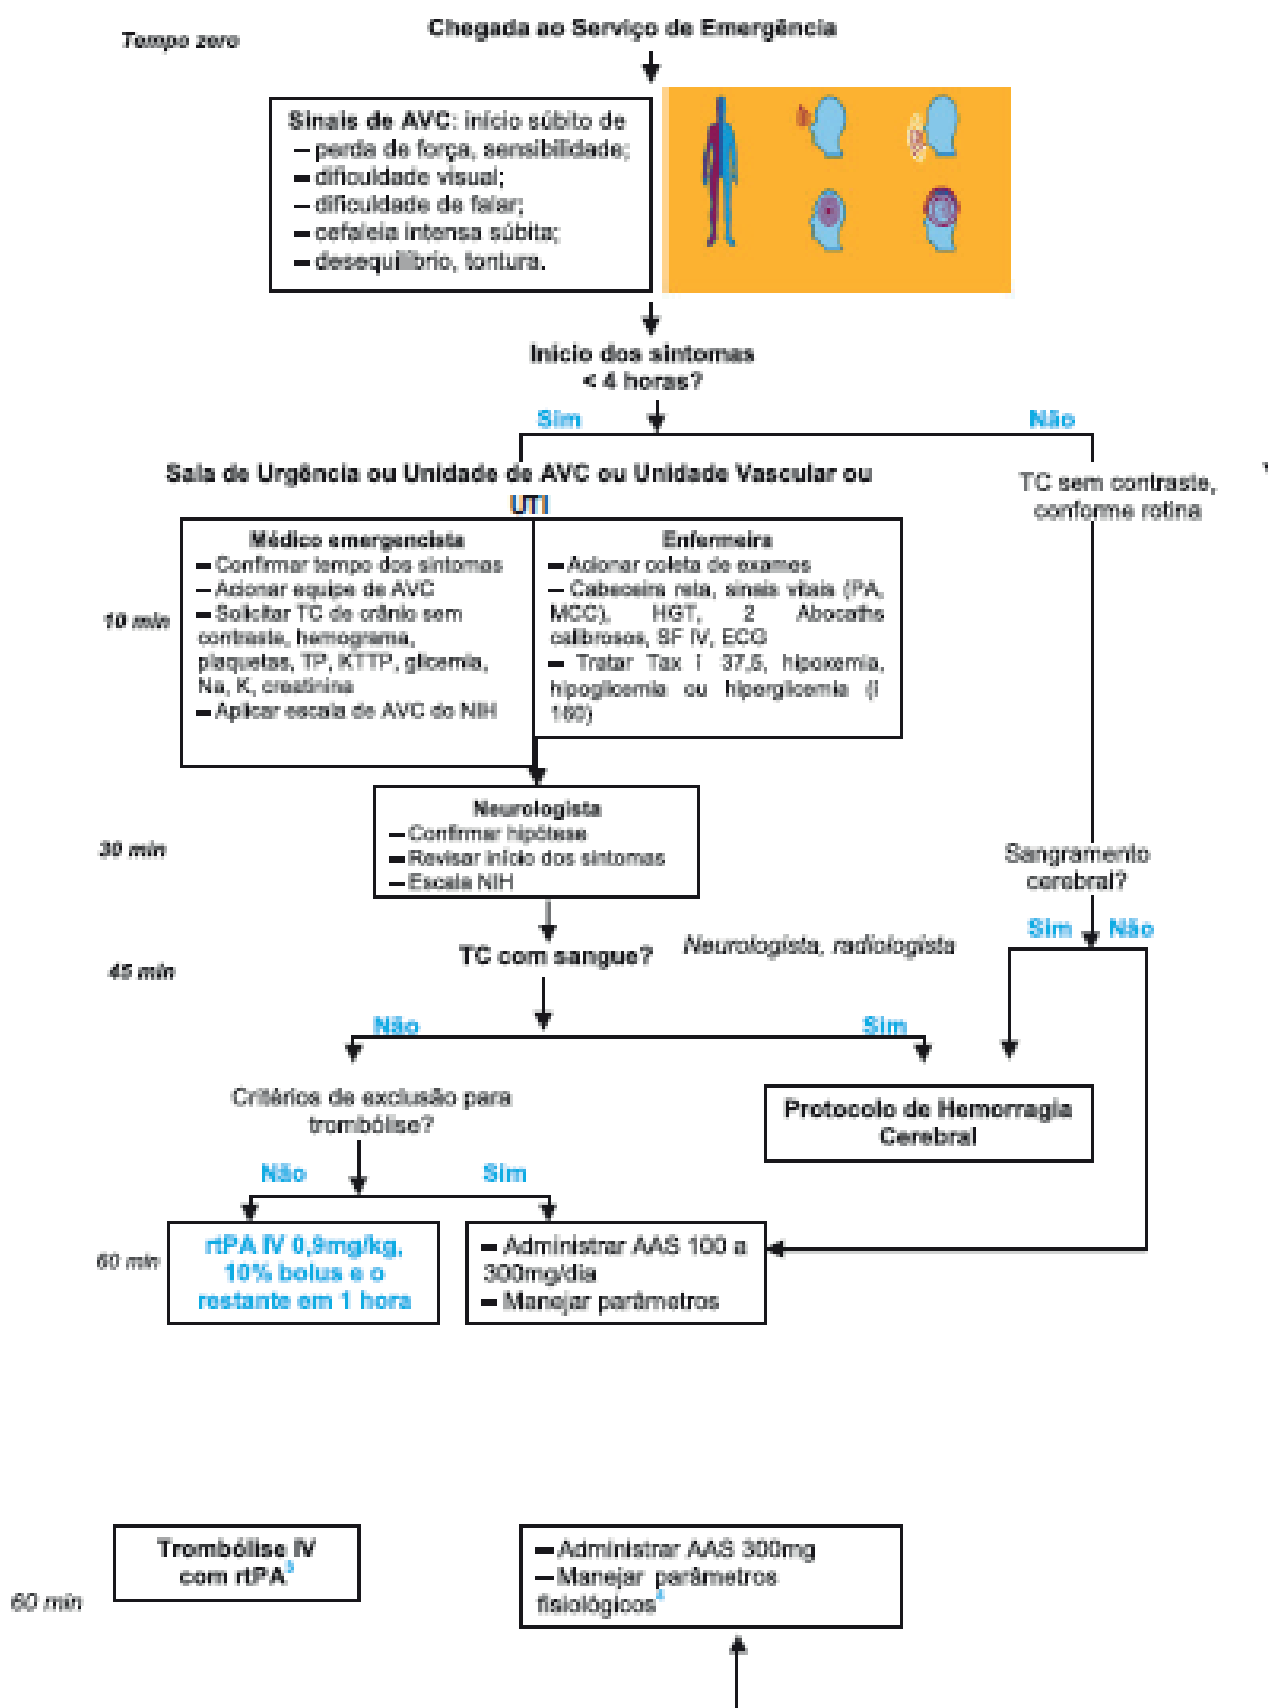 Tempo zero
Chegada ao Serviço de Emergência
Sinais de AVC: início súbito de
– perda de força, sensibilidade;
– dificuldade visual;
– dificuldade de falar;
– cefaleia intensa súbita;
– desequilíbrio, tontura.
Início dos sintomas
< 4 horas?
Sim
Não
Sala de Urgência ou Unidade de AVC ou Unidade Vascular ou
UTI
TC sem contraste,
conforme rotina
10 min
Médico emergencista
– Confirmar tempo dos sintomas
– Acionar equipe de AVC
– Solicitar TC de crânio sem
contraste, hemograma,
plaquetas, TP, KTTP, glicemia,
Na, K, creatinina
– Aplicar escala de AVC do NIH
Enfermeira
– Acionar coleta de exames
– Cabeceira reta, sinais vitais (PA,
MCC), HGT, 2 Abocaths
calibrosos, SF IV, ECG
– Tratar Tax í 37,5, hipoxemia,
hipoglicemia ou hiperglicemia (í
160)
30 min
Neurologista
– Confirmar hipótese
– Revisar início dos sintomas
– Escala NIH
Sangramento
cerebral?
Sim
Não
45 min
TC com sangue?
Neurologista, radiologista
Não
Sim
Critérios de exclusão para
trombólise?
Protocolo de Hemorragia
Cerebral
Não
Sim
60 min
rtPA IV 0,9mg/kg,
10% bolus e o
restante em 1 hora
– Administrar AAS 100 a
300mg/dia
– Manejar parâmetros
60 min
Trombólise IV
com rtPA3
– Administrar AAS 300mg
– Manejar parâmetros
fisiológicos4